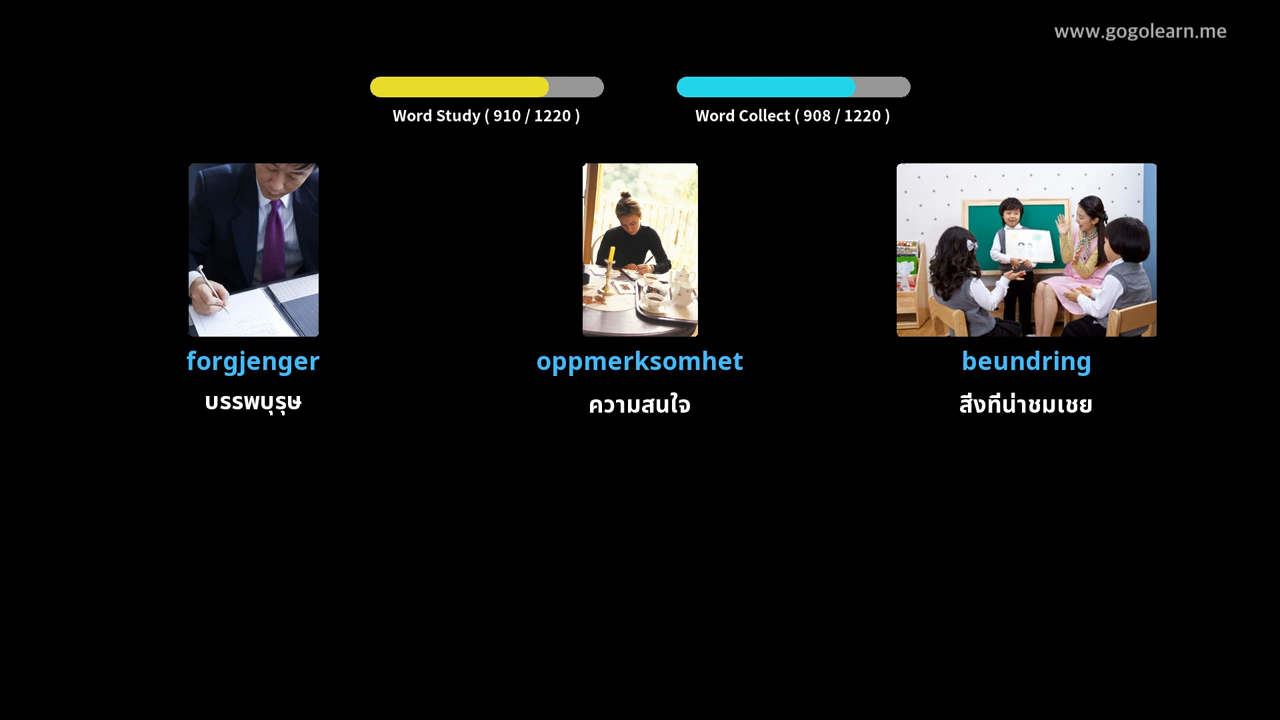 www.gogolearn.me
Word Study ( 910 / 1220 )
Word Collect ( 908 / 1220 )
forgjenger
oppmerksomhet
beundring
บรรพบุรุษ
ความสนใจ
สิ่งที่น่าชมเชย